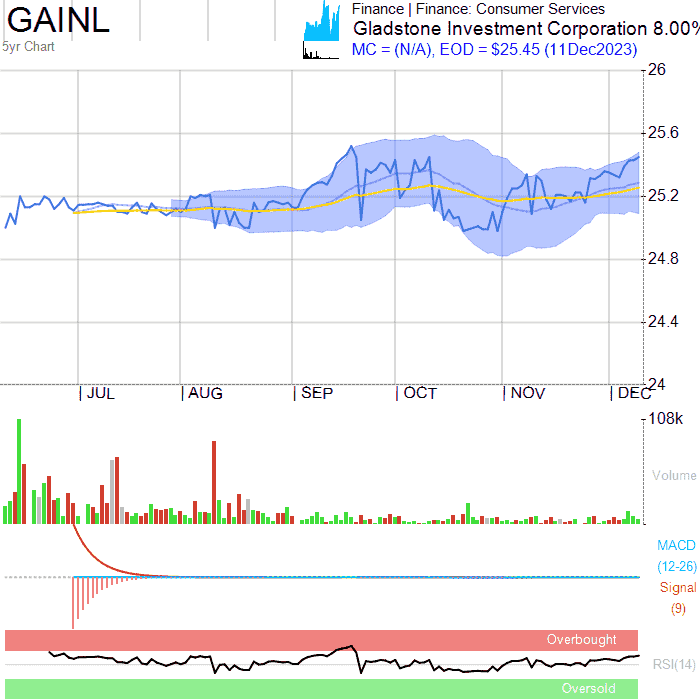 GAINL
5yr Chart
Finance | Finance: Consumer Services
Gladstone Investment Corporation 8.00%
MC = (N/A), EOD = $25.45 (11Dec2023)
26
25.6
25.2
24.8
24.4
24
JUL AUG SEP OCT NOV DEC
108k
Volume
MACD
(12-26)
Signal
(9)
Overbought
RSI(14)
Oversold